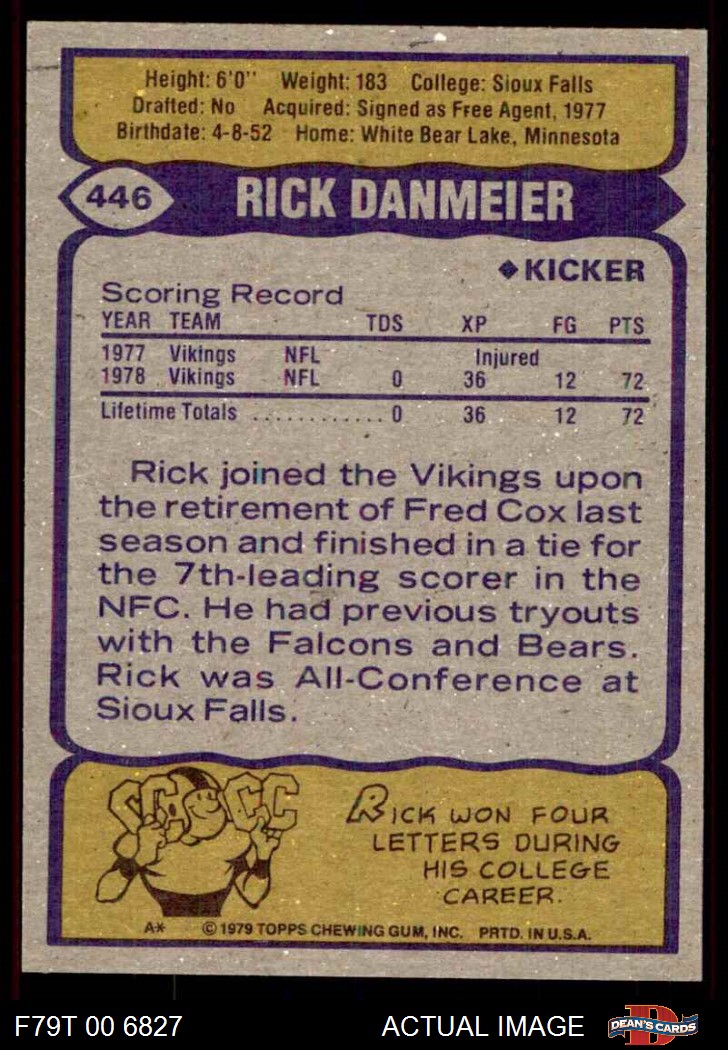 Height: 6'0" Weight: 183 College: Sioux Falls
Drafted: No Acquired: Signed as Free Agent, 1977
Birthdate: 4-8-52 Home: White Bear Lake, Minnesota
446 RICK DANMEIER
◆KICKER
Scoring Record
YEAR TEAM TDS XP FG PTS
1977 Vikings NFL Injured
1978 Vikings NFL 0 36 12 72
Lifetime Totals ............ 0 36 12 72
Rick joined the Vikings upon
the retirement of Fred Cox last
season and finished in a tie for
the 7th-leading scorer in the
NFC. He had previous tryouts
with the Falcons and Bears.
Rick was All-Conference at
Sioux Falls.
CC CC
RICK WON FOUR
LETTERS DURING
HIS COLLEGE
CAREER.
A* © 1979 TOPPS CHEWING GUM, INC. PRTD. IN U.S.A.
F79T 00 6827 ACTUAL IMAGE D DEAN'S CARDS